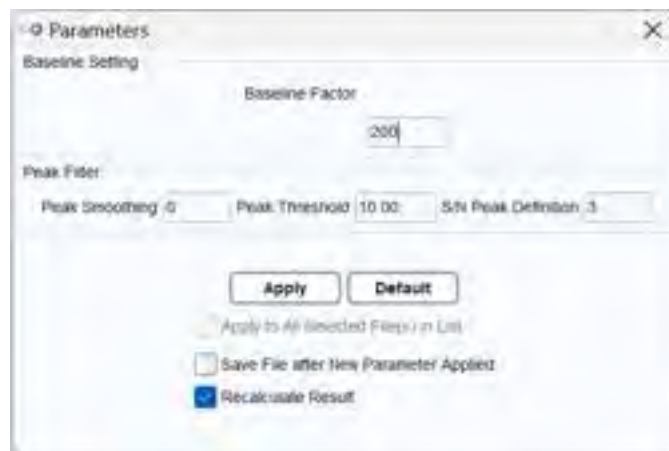 Parameters
Baseline Setting
Baseline Factor
200
Peak Filter
Peak Smoothing 0 Peak Threshold 10.00 S/N Peak Definition 3
Apply Default
Apply to All Selected File(s) in List
Save File after New Parameter Applied
Recalculate Result